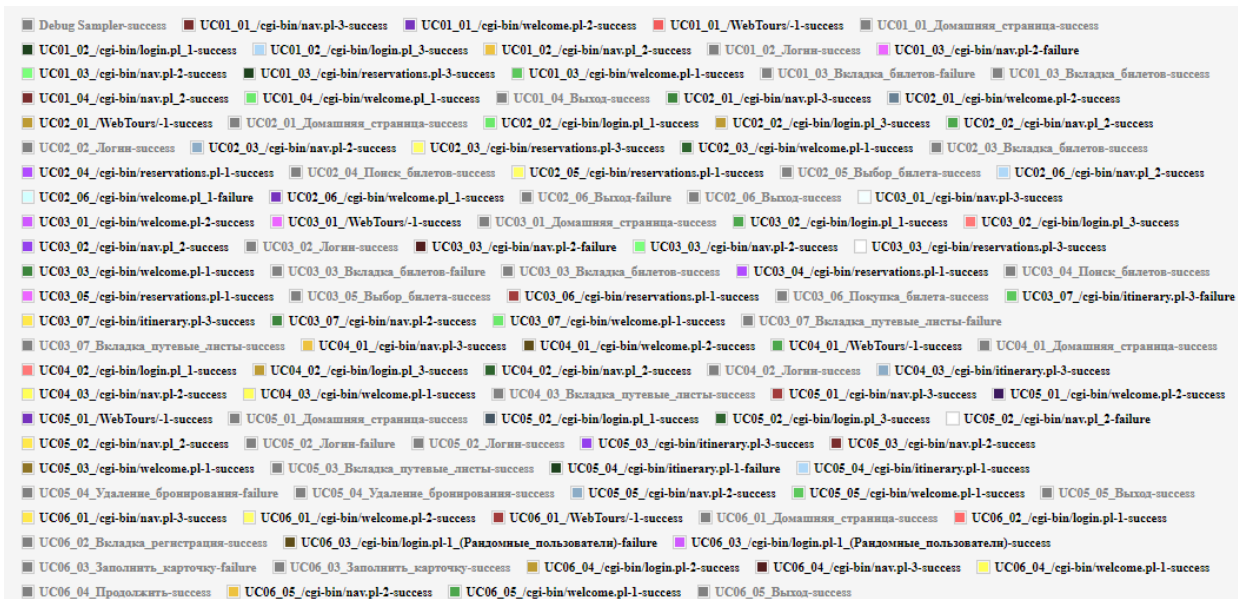 Debug Sampler-success UC01_01_/cgi-bin/nav.pl-3-success UC01_01_/cgi-bin/welcome.pl-2-success UC01_01_/WebTours/-1-success UC01_01_Домашняя_страница-success
UC01_02_/cgi-bin/login.pl_1-success UC01_02_/cgi-bin/login.pl_3-success UC01_02_/cgi-bin/nav.pl_2-success UC01_02_Логин-success UC01_03_/cgi-bin/nav.pl-2-failure
UC01_03_/cgi-bin/nav.pl-2-success UC01_03_/cgi-bin/reservations.pl-3-success UC01_03_/cgi-bin/welcome.pl-1-success UC01_03_Вкладка_билетов-failure UC01_03_Вкладка_билетов-success
UC01_04_/cgi-bin/nav.pl_2-success UC01_04_/cgi-bin/welcome.pl_1-success UC01_04_Выход-success UC02_01_/cgi-bin/nav.pl-3-success UC02_01_/cgi-bin/welcome.pl-2-success
UC02_01_/WebTours/-1-success UC02_01_Домашняя_страница-success UC02_02_/cgi-bin/login.pl_1-success UC02_02_/cgi-bin/login.pl_3-success UC02_02_/cgi-bin/nav.pl_2-success
UC02_02_Логин-success UC02_03_/cgi-bin/nav.pl-2-success UC02_03_/cgi-bin/reservations.pl-3-success UC02_03_/cgi-bin/welcome.pl-1-success UC02_03_Вкладка_билетов-success
UC02_04_/cgi-bin/reservations.pl-1-success UC02_04_Поиск_билетов-success UC02_05_/cgi-bin/reservations.pl-1-success UC02_05_Выбор_билета-success UC02_06_/cgi-bin/nav.pl_2-success
UC02_06_/cgi-bin/welcome.pl_1-failure UC02_06_/cgi-bin/welcome.pl_1-success UC02_06_Выход-failure UC02_06_Выход-success UC03_01_/cgi-bin/nav.pl-3-success
UC03_01_/cgi-bin/welcome.pl-2-success UC03_01_/WebTours/-1-success UC03_01_Домашняя_страница-success UC03_02_/cgi-bin/login.pl_1-success UC03_02_/cgi-bin/login.pl_3-success
UC03_02_/cgi-bin/nav.pl_2-success UC03_02_Логин-success UC03_03_/cgi-bin/nav.pl-2-failure UC03_03_/cgi-bin/nav.pl-2-success UC03_03_/cgi-bin/reservations.pl-3-success
UC03_03_/cgi-bin/welcome.pl-1-success UC03_03_Вкладка_билетов-failure UC03_03_Вкладка_билетов-success UC03_04_/cgi-bin/reservations.pl-1-success UC03_04_Поиск_билетов-success
UC03_05_/cgi-bin/reservations.pl-1-success UC03_05_Выбор_билета-success UC03_06_/cgi-bin/reservations.pl-1-success UC03_06_Покупка_билета-success UC03_07_/cgi-bin/itinerary.pl-3-failure
UC03_07_/cgi-bin/itinerary.pl-3-success UC03_07_/cgi-bin/nav.pl-2-success UC03_07_/cgi-bin/welcome.pl-1-success UC03_07_Вкладка_путевые_листы-failure
UC03_07_Вкладка_путевые_листы-success UC04_01_/cgi-bin/nav.pl-3-success UC04_01_/cgi-bin/welcome.pl-2-success UC04_01_/WebTours/-1-success UC04_01_Домашняя_страница-success
UC04_02_/cgi-bin/login.pl_1-success UC04_02_/cgi-bin/login.pl_3-success UC04_02_/cgi-bin/nav.pl_2-success UC04_02_Логин-success UC04_03_/cgi-bin/itinerary.pl-3-success
UC04_03_/cgi-bin/nav.pl-2-success UC04_03_/cgi-bin/welcome.pl-1-success UC04_03_Вкладка_путевые_листы-success UC05_01_/cgi-bin/nav.pl-3-success UC05_01_/cgi-bin/welcome.pl-2-success
UC05_01_/WebTours/-1-success UC05_01_Домашняя_страница-success UC05_02_/cgi-bin/login.pl_1-success UC05_02_/cgi-bin/login.pl_3-success UC05_02_/cgi-bin/nav.pl_2-failure
UC05_02_/cgi-bin/nav.pl_2-success UC05_02_Логин-failure UC05_02_Логин-success UC05_03_/cgi-bin/itinerary.pl-3-success UC05_03_/cgi-bin/nav.pl-2-success
UC05_03_/cgi-bin/welcome.pl-1-success UC05_03_Вкладка_путевые_листы-success UC05_04_/cgi-bin/itinerary.pl-1-failure UC05_04_/cgi-bin/itinerary.pl-1-success
UC05_04_Удаление_бронирования-failure UC05_04_Удаление_бронирования-success UC05_05_/cgi-bin/nav.pl-2-success UC05_05_/cgi-bin/welcome.pl-1-success UC05_05_Выход-success
UC06_01_/cgi-bin/nav.pl-3-success UC06_01_/cgi-bin/welcome.pl-2-success UC06_01_/WebTours/-1-success UC06_01_Домашняя_страница-success UC06_02_/cgi-bin/login.pl-1-success
UC06_02_Вкладка_регистрация-success UC06_03_/cgi-bin/login.pl-1_(Рандомные_пользователи)-failure UC06_03_/cgi-bin/login.pl-1_(Рандомные_пользователи)-success
UC06_03_Заполнить_карточку-failure UC06_03_Заполнить_карточку-success UC06_04_/cgi-bin/login.pl-2-success UC06_04_/cgi-bin/nav.pl-3-success UC06_04_/cgi-bin/welcome.pl-1-success
UC06_04_Продолжить-success UC06_05_/cgi-bin/nav.pl-2-success UC06_05_/cgi-bin/welcome.pl-1-success UC06_05_Выход-success